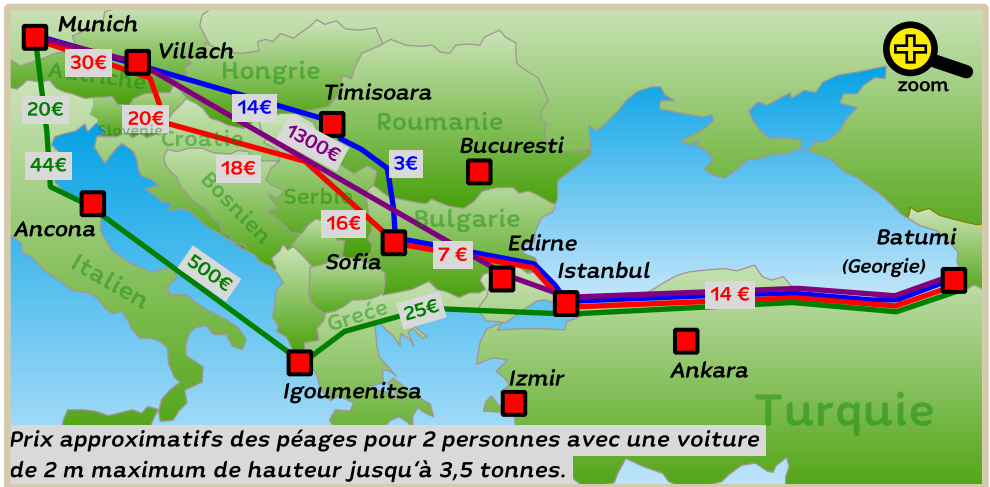 Munich
Villach
30€
Autriche
Hongrie
zoom
20€
20€
14€
Timisoara
Roumanie
Slovenie
Croatie
1300€
Bucuresti
44€
18€
3€
Bosnien
Serbie
16€
Bulgarie
Ancona
Sofia
7 €
Edirne
Batumi
Istanbul
(Georgie)
Italien
500€
14 €
Greće
25€
Ankara
Igoumenitsa
Izmir
Turquie
Prix approximatifs des péages pour 2 personnes avec une voiture
de 2 m maximum de hauteur jusqu'à 3,5 tonnes.